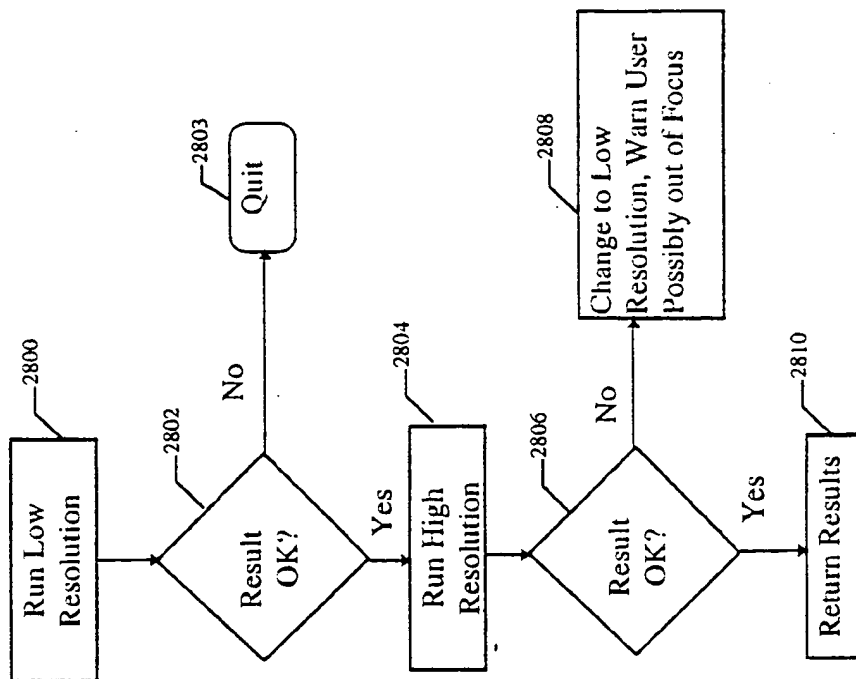 Run Low
Resolution
2800
Result
OK?
2802
No
Quit
2803
Yes
Run High
Resolution
2804
Result
OK?
2806
No
Change to Low
Resolution, Warn User
Possibly out of Focus
2808
Yes
Return Results
2810